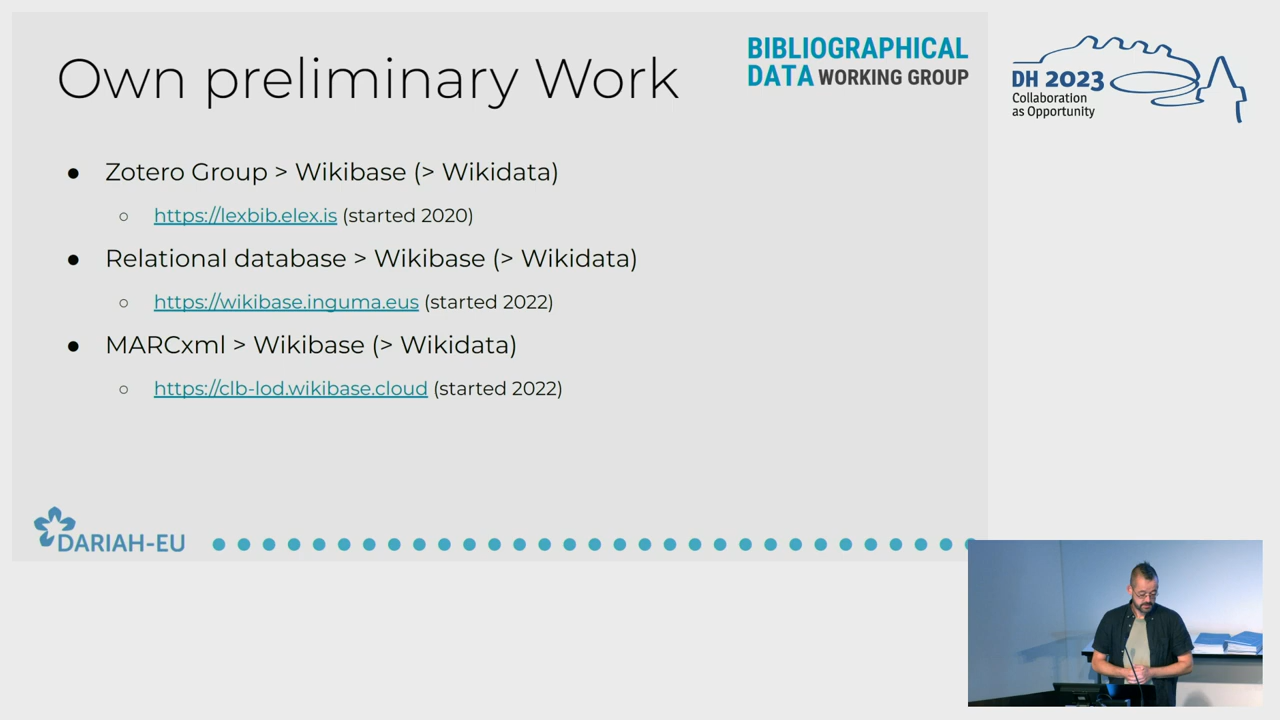 Own preliminary Work
BIBLIOGRAPHICAL
DATA WORKING GROUP
DH 2023
Collaboration
as Opportunity
● Zotero Group > Wikibase (> Wikidata)
○ https://lexbib.elex.is (started 2020)
● Relational database > Wikibase (> Wikidata)
○ https://wikibase.inguma.eus (started 2022)
● MARCxml > Wikibase (> Wikidata)
○ https://clb-lod.wikibase.cloud (started 2022)
DARIAH-EU